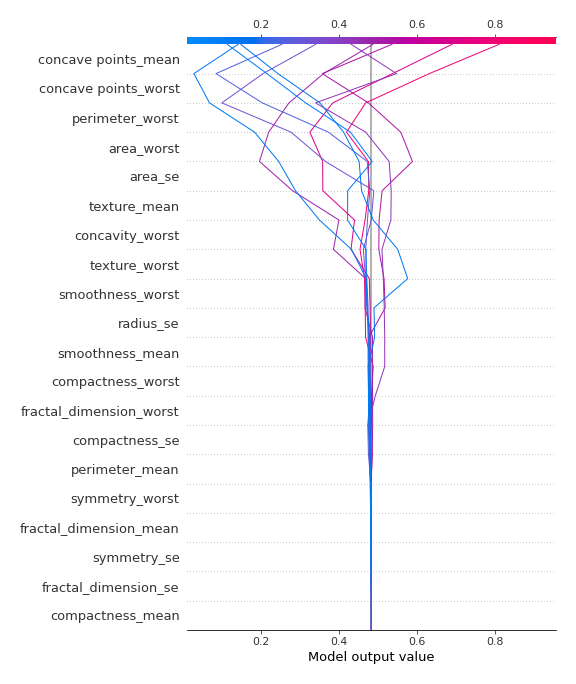 0.2 0.4 0.6 0.8
concave points_mean
concave points_worst
perimeter_worst
area_worst
area_se
texture_mean
concavity_worst
texture_worst
smoothness_worst
radius_se
smoothness_mean
compactness_worst
fractal_dimension_worst
compactness_se
perimeter_mean
symmetry_worst
fractal_dimension_mean
symmetry_se
fractal_dimension_se
compactness_mean
0.2 0.4 0.6 0.8
Model output value